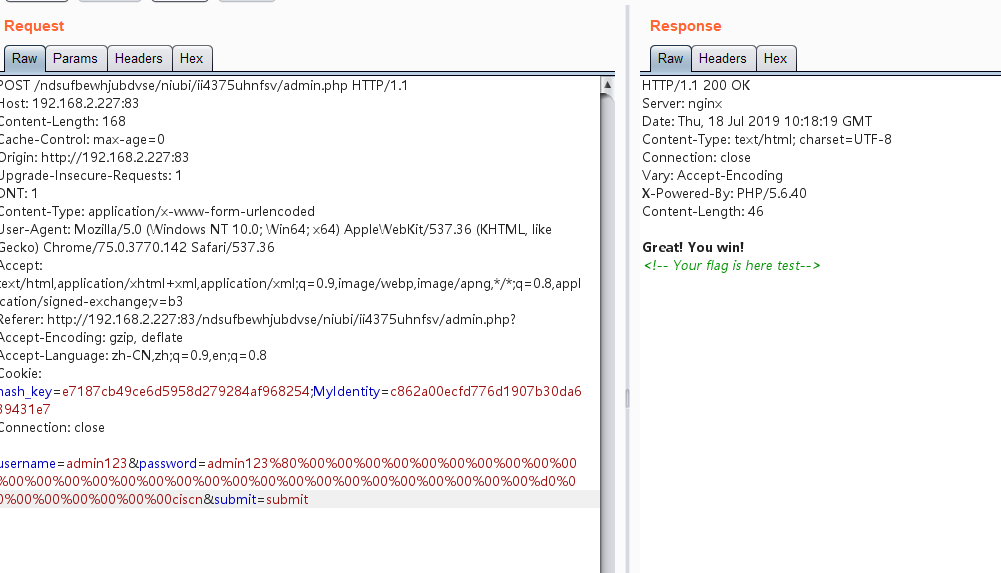 Request
Raw Params Headers Hex
POST /ndsufbewhjubdvse/niubi/ii4375uhnfsv/admin.php HTTP/1.1
Host: 192.168.2.227:83
Content-Length: 168
Cache-Control: max-age=0
Origin: http://192.168.2.227:83
Upgrade-Insecure-Requests: 1
DNT: 1
Content-Type: application/x-www-form-urlencoded
User-Agent: Mozilla/5.0 (Windows NT 10.0; Win64; x64) AppleWebKit/537.36 (KHTML, like
Gecko) Chrome/75.0.3770.142 Safari/537.36
Accept:
text/html,application/xhtml+xml,application/xml;q=0.9,image/webp,image/apng,*/*;q=0.8,appl
ication/signed-exchange;v=b3
Referer: http://192.168.2.227:83/ndsufbewhjubdvse/niubi/ii4375uhnfsv/admin.php?
Accept-Encoding: gzip, deflate
Accept-Language: zh-CN,zh;q=0.9,en;q=0.8
Cookie:
hash_key=e7187cb49ce6d5958d279284af968254;MyIdentity=c862a00ecfd776d1907b30da6
39431e7
Connection: close
username=admin123&password=admin123%80%00%00%00%00%00%00%00%00%00%00
%00%00%00%00%00%00%00%00%00%00%00%00%00%00%00%00%00%00%00%d0%0
0%00%00%00%00%00%00ciscn&submit=submit
Response
Raw Headers Hex
HTTP/1.1 200 OK
Server: nginx
Date: Thu, 18 Jul 2019 10:18:19 GMT
Content-Type: text/html; charset=UTF-8
Connection: close
Vary: Accept-Encoding
X-Powered-By: PHP/5.6.40
Content-Length: 46
Great! You win!
<!-- Your flag is here test-->